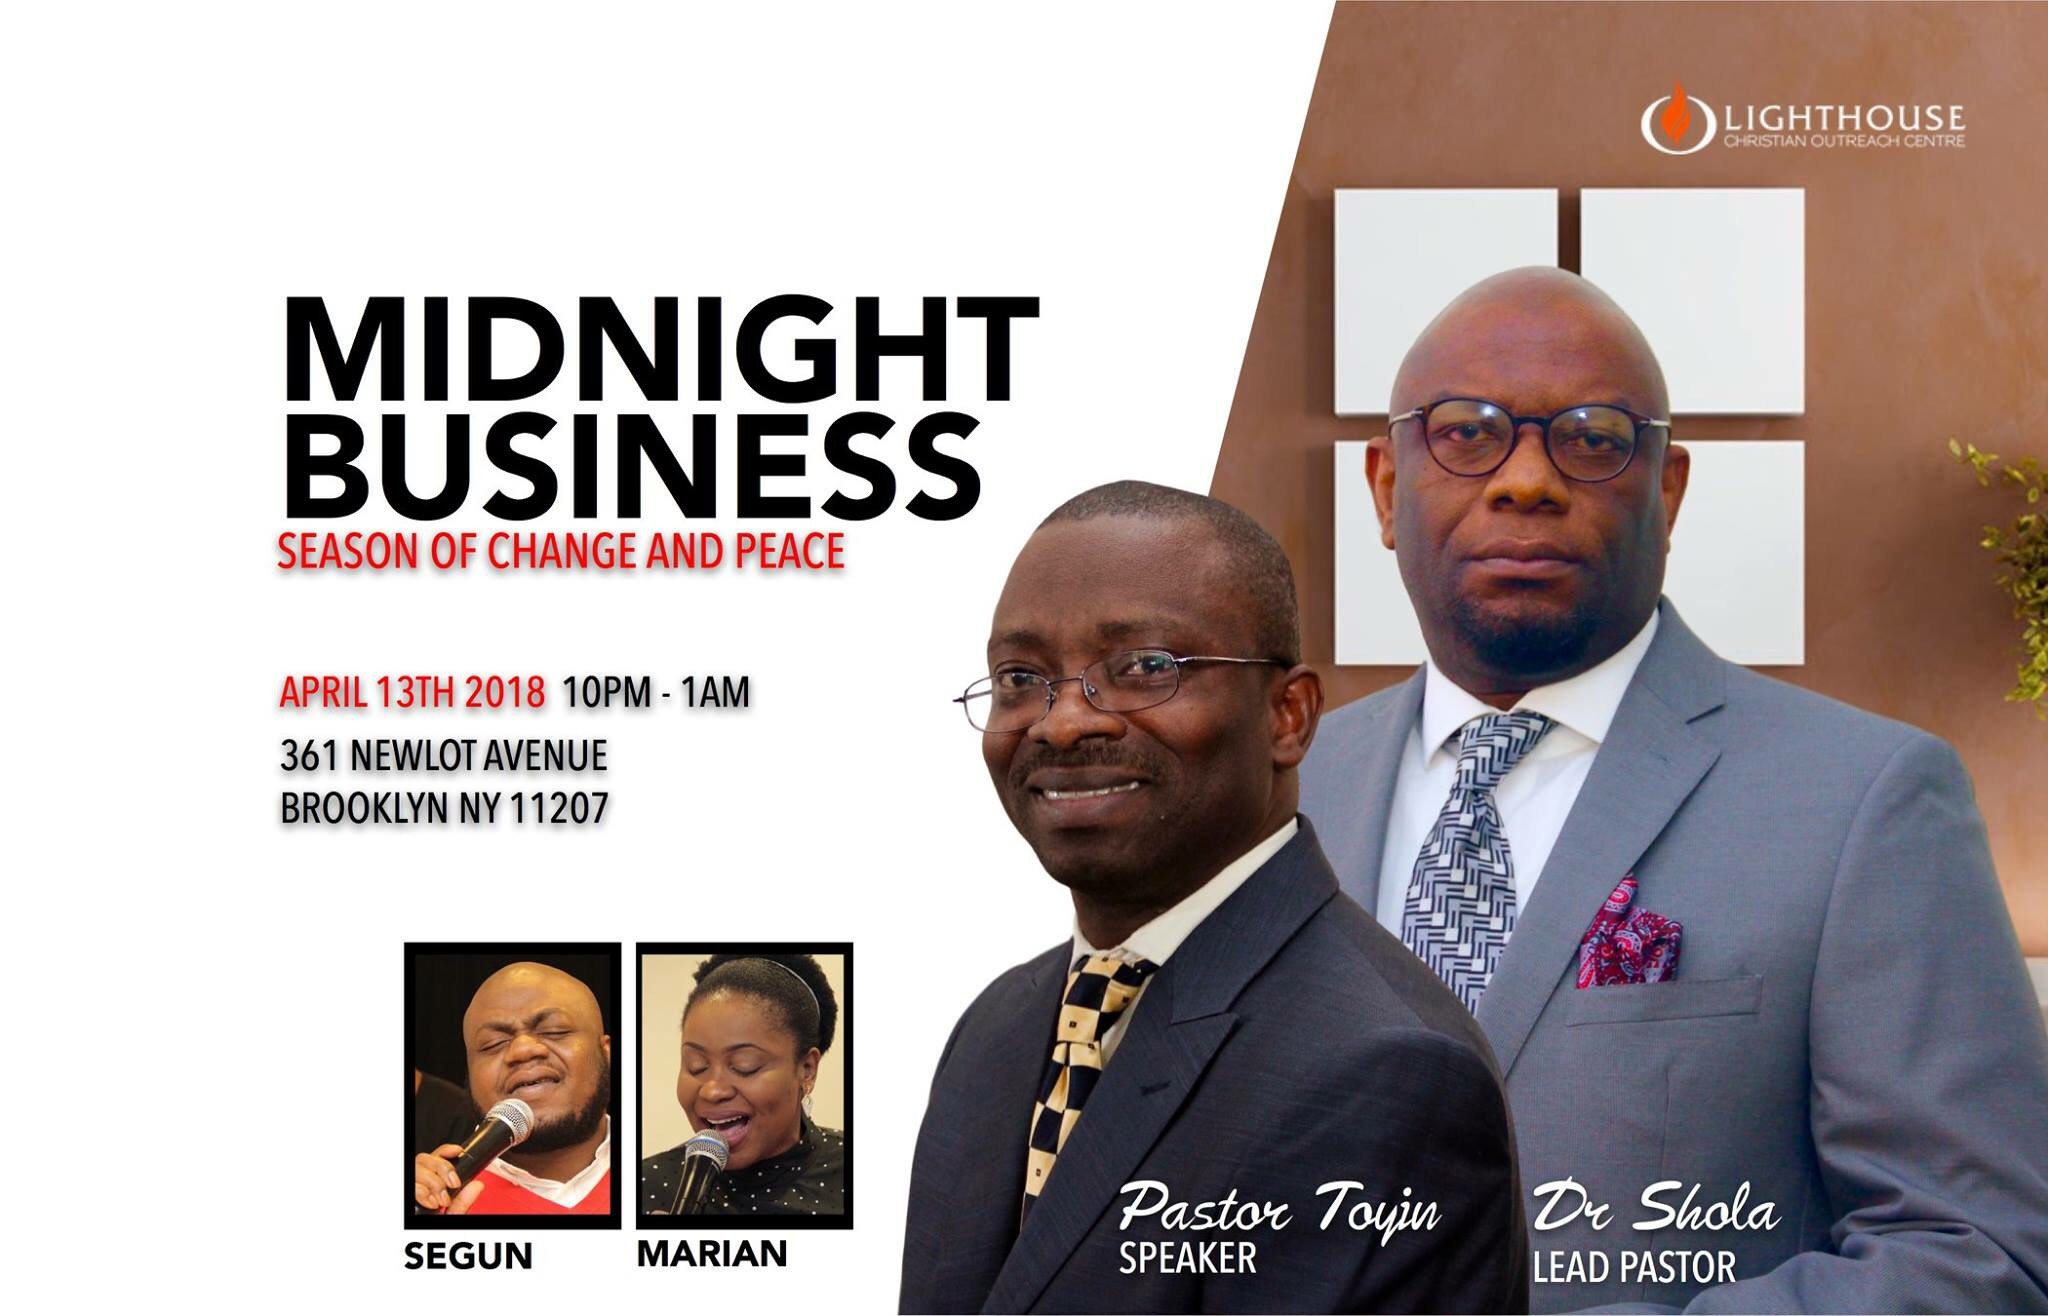 LIGHTHOUSE
CHRISTIAN OUTREACH CENTRE
MIDNIGHT
BUSINESS
SEASON OF CHANGE AND PEACE
APRIL 13TH 2018 10PM - 1AM
361 NEWLOT AVENUE
BROOKLYN NY 11207
SEGUN
MARIAN
Pastor Toyin
SPEAKER
Dr Shola
LEAD PASTOR